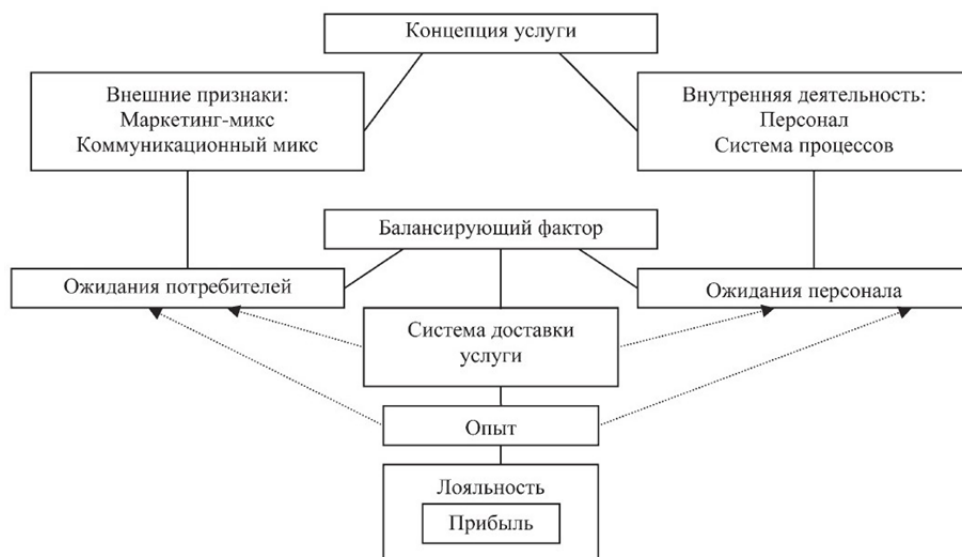 Концепция услуги
Внешние признаки:
Маркетинг-микс
Коммуникационный микс
Внутренняя деятельность:
Персонал
Система процессов
Балансирующий фактор
Ожидания потребителей
Ожидания персонала
Система доставки
услуги
Опыт
Лояльность
Прибыль